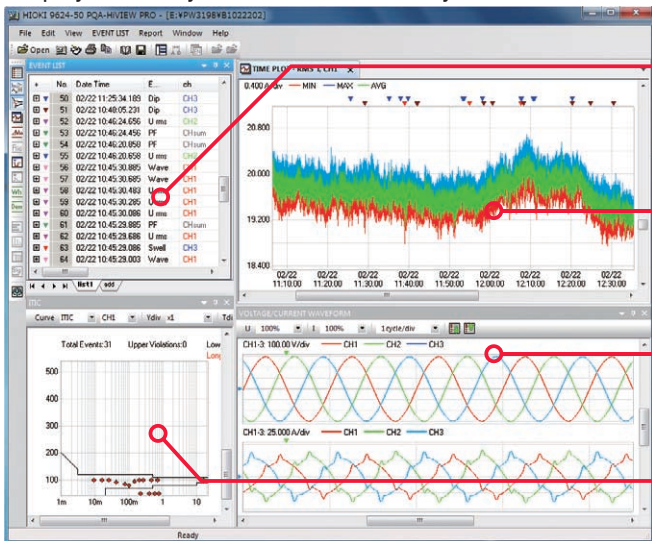 HIOKI 9624-50 PQA-HiVIEW PRO - [E:¥PW3198¥B1022202]
File Edit View EVENT LIST Report Window Help
Open
EVENT LIST
No Date Time E... ch
50 02/22 11:25:34.189 Dip CH3
51 02/22 10:48:05.231 Dip CH3
52 02/22 10:46:24.656 U rms CH2
53 02/22 10:46:24.456 PF CHsum
54 02/22 10:46:20.858 PF CHsum
55 02/22 10:46:20.658 U rms CH2
56 02/22 10:45:30.885 Wave CH1
57 02/22 10:45:30.685 Wave CH1
58 02/22 10:45:30.483 CH1
59 02/22 10:45:30.285 CH1
60 02/22 10:45:30.086 U rms CH1
61 02/22 10:45:29.885 PF CHsum
62 02/22 10:45:29.686 U rms CH1
63 02/22 10:45:29.086 Swell CH3
64 02/22 10:45:29.003 Wave CH1
list1 add
TIME PLOT - RMS I, CH1 X
0.400 A/div MIN MAX AVG
20.800
20.000
19.200
18.400
02/22 02/22 02/22 02/22 02/22 02/22 02/22 02/22
11:10.00 11:20.00 11:30.00 11:40.00 11:50.00 12:00.00 12:10.00 12:20.00 12:30.00
ITIC
Curve ITIC CH1 Ydiv x1 Tdi
Total Events:31 Upper Violations:0 Low
500
400
300
200
100
1m 10m 100m 1 10
VOLTAGE/CURRENT WAVEFORM
U 100% I 100% 1cycle/div
CH1-3: 100.00 V/div CH1 CH2 CH3
CH1-3: 25.000 A/div CH1 CH2 CH3
Ready